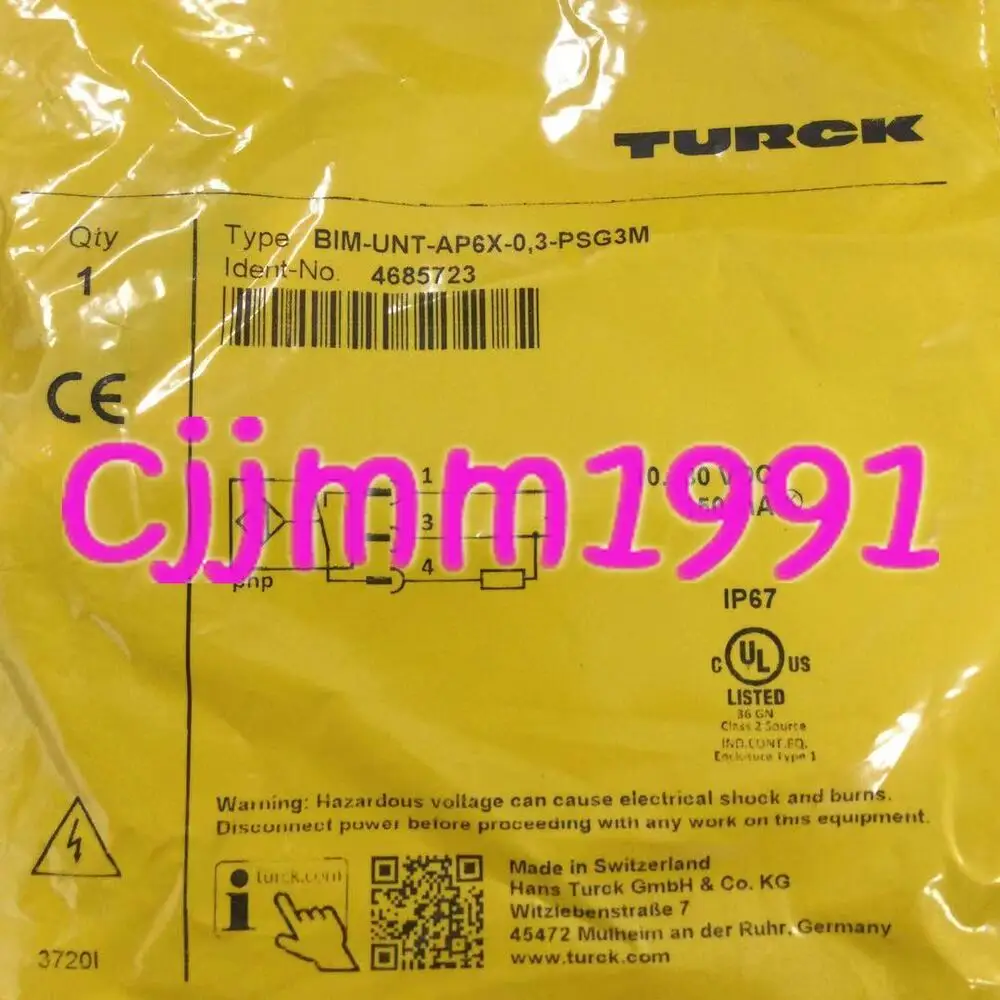 TURCK
Qty
1
Type BIM-UNT-AP6X-0,3-PSG3M
Ident-No. 4685723
CE
cjjmm1991
1
3
4
pnp
IP67
C UL US
LISTED
36 GN
Class 2 Source
IND.CONT.EQ.
Enclosure Type 1
Warning: Hazardous voltage can cause electrical shock and burns.
Disconnect power before proceeding with any work on this equipment.
i turck.com
Made in Switzerland
Hans Turck GmbH & Co. KG
Witzlebenstraße 7
45472 Mülheim an der Ruhr, Germany
www.turck.com
3720I